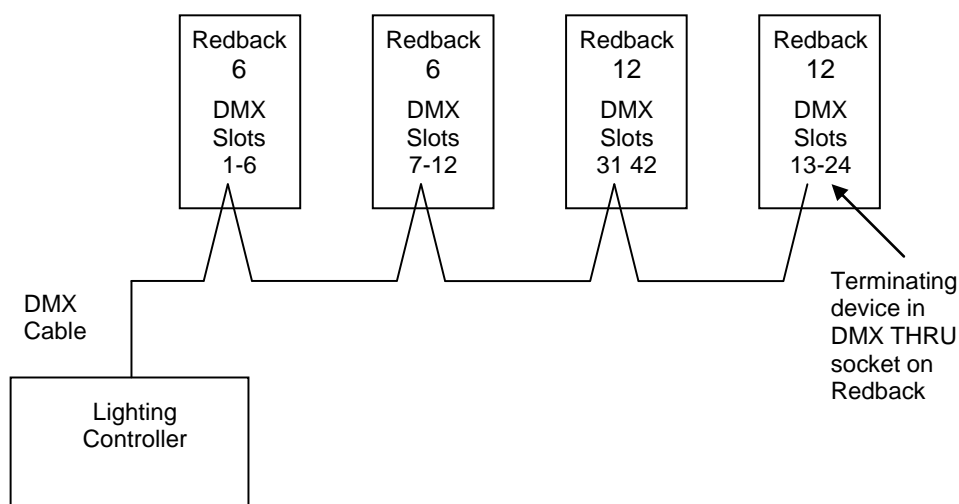 Redback
6
DMX
Slots
1-6
Redback
6
DMX
Slots
7-12
Redback
12
DMX
Slots
31 42
Redback
12
DMX
Slots
13-24
DMX
Cable
Terminating
device in
DMX THRU
socket on
Redback
Lighting
Controller